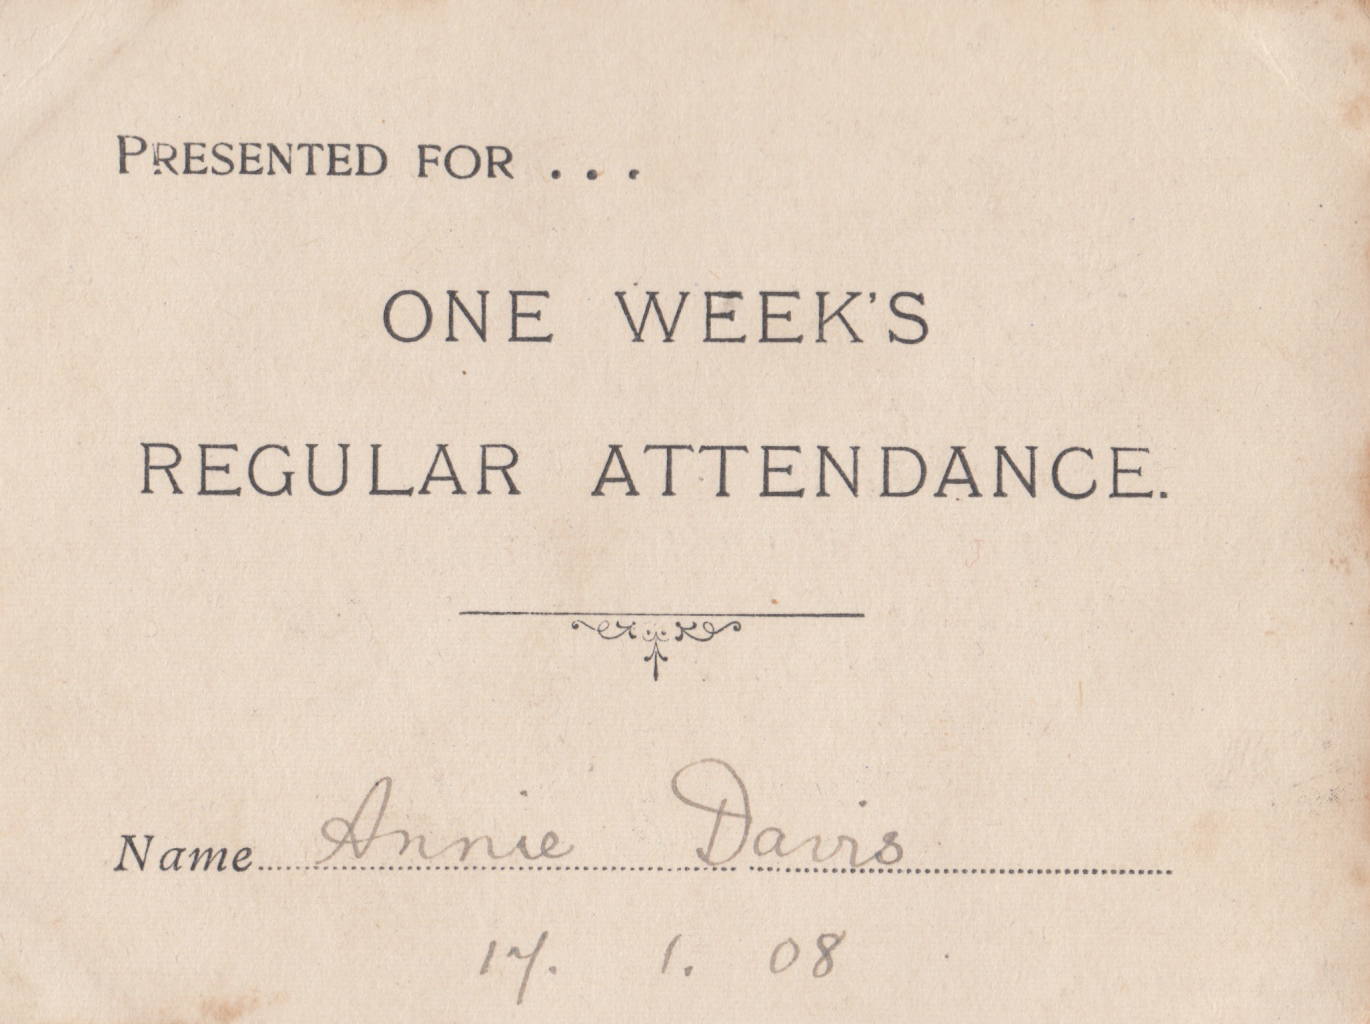 PRESENTED FOR . . .
ONE WEEK'S
REGULAR ATTENDANCE.
Name Annie Davis
17. 1. 08